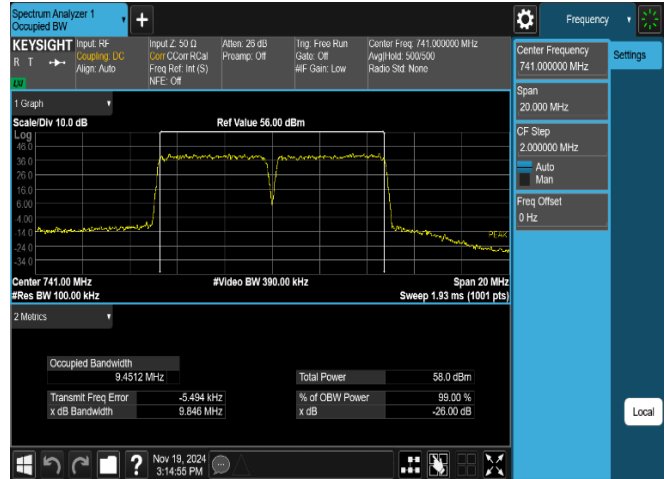 Spectrum Analyzer 1
Occupied BW
Frequency
KEYSIGHT
R T
LXI
Input: RF
Coupling: DC
Align: Auto
Input Z: 50 Ω
Corr CCorr RCal
Freq Ref: Int (S)
NFE: Off
Atten: 26 dB
Preamp: Off
Trig: Free Run
Gate: Off
#IF Gain: Low
Center Freq: 741.000000 MHz
Avg|Hold: 500/500
Radio Std: None
Center Frequency
741.000000 MHz
Settings
Span
20.000 MHz
CF Step
2.000000 MHz
Auto
Man
Freq Offset
0 Hz
1 Graph
Scale/Div 10.0 dB
Ref Value 56.00 dBm
Log
46.0
36.0
26.0
16.0
6.00
-4.00
-14.0
-24.0
-34.0
PEAK
Center 741.00 MHz
#Video BW 390.00 kHz
Span 20 MHz
#Res BW 100.00 kHz
Sweep 1.93 ms (1001 pts)
2 Metrics
Occupied Bandwidth
9.4512 MHz
Total Power 58.0 dBm
Transmit Freq Error -5.494 kHz
% of OBW Power 99.00 %
x dB Bandwidth 9.846 MHz
x dB -26.00 dB
Local
Nov 19, 2024
3:14:55 PM